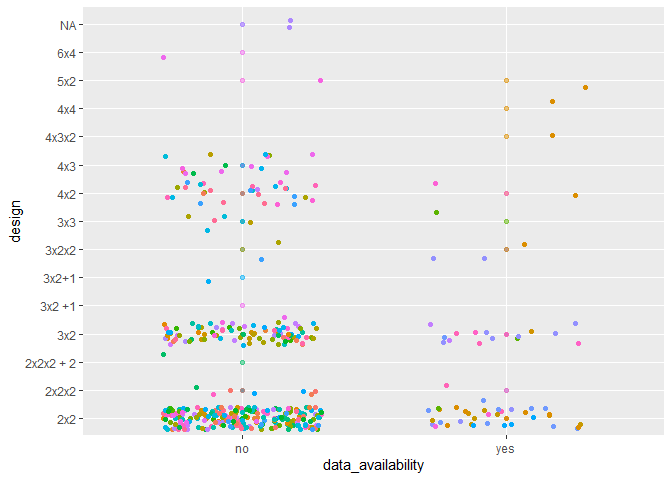 NA
6x4
5x2
4x4
4x3x2
4x3
4x2
3x3
3x2x2
3x2+1
3x2 +1
3x2
2x2x2 + 2
2x2x2
2x2
design
no yes
data_availability